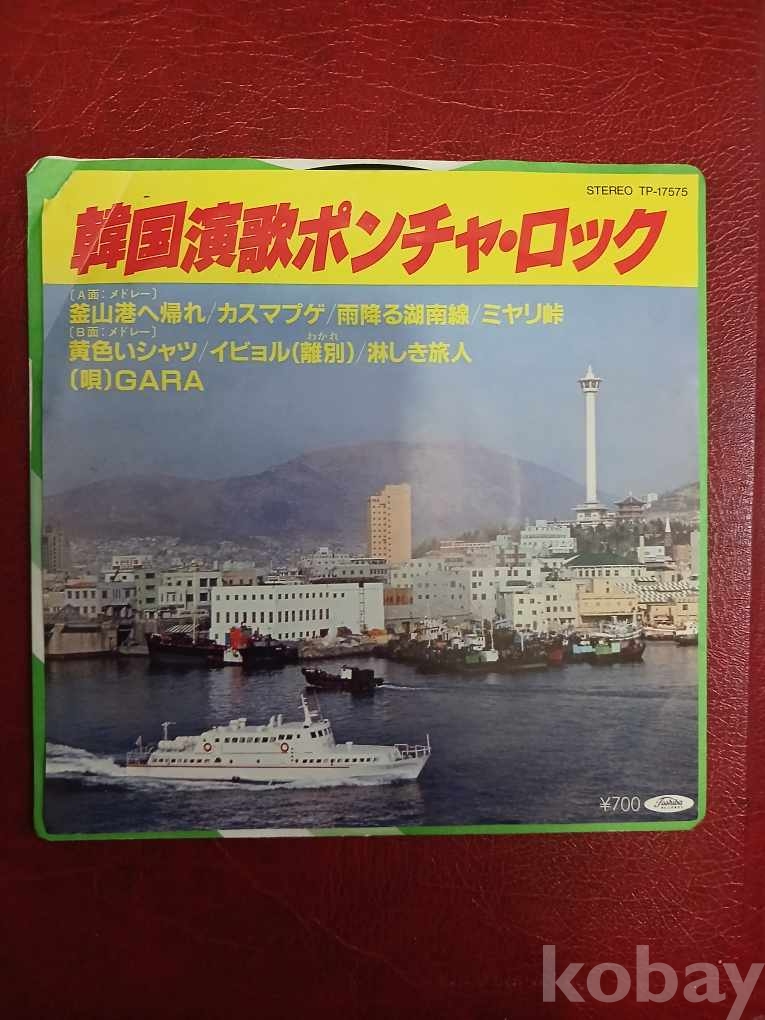 STEREO TP-17575
韓国演歌ポンチャ・ロック
〔A面：メドレー〕
釜山港へ帰れ/カスマプゲ/雨降る湖南線/ミヤリ峠
〔B面：メドレー〕
わかれ
黄色いシャツ/イビョル(離別)/淋しき旅人
〔唄〕GARA
¥700 Toshiba
RECORDS
kobay